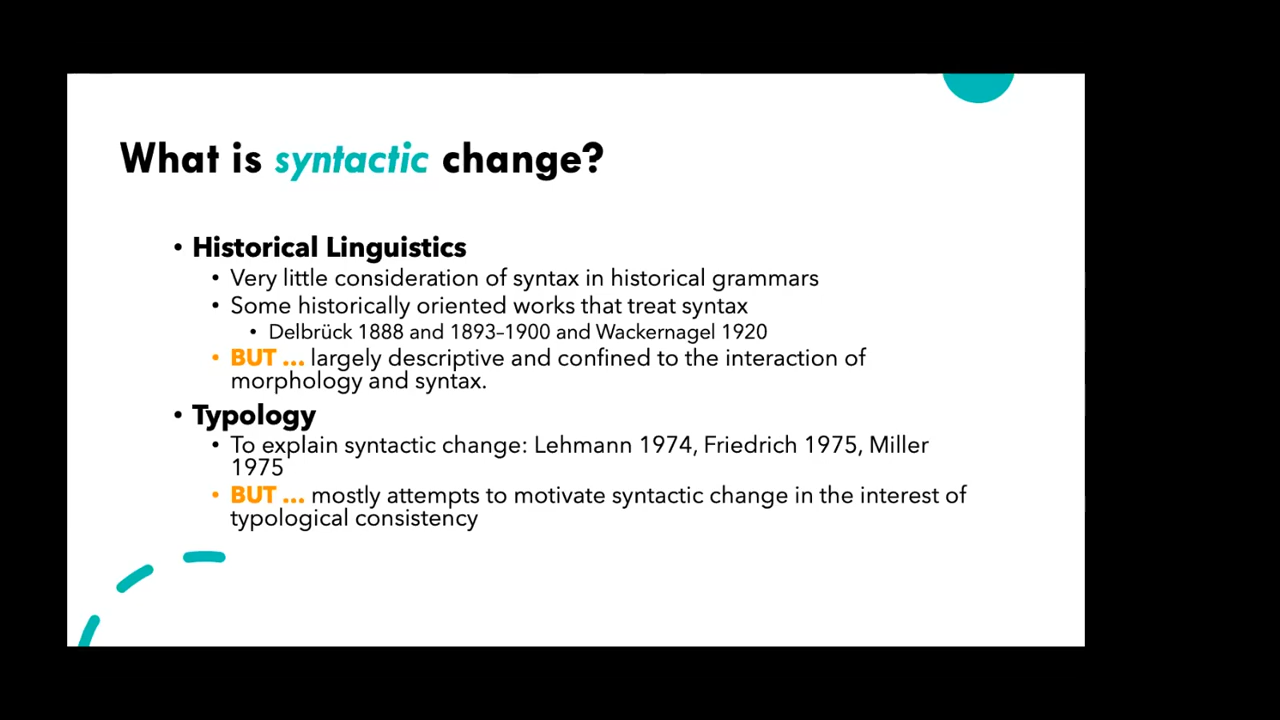 What is syntactic change?
• Historical Linguistics
• Very little consideration of syntax in historical grammars
• Some historically oriented works that treat syntax
• Delbrück 1888 and 1893–1900 and Wackernagel 1920
• BUT ... largely descriptive and confined to the interaction of
morphology and syntax.
• Typology
• To explain syntactic change: Lehmann 1974, Friedrich 1975, Miller
1975
• BUT ... mostly attempts to motivate syntactic change in the interest of
typological consistency